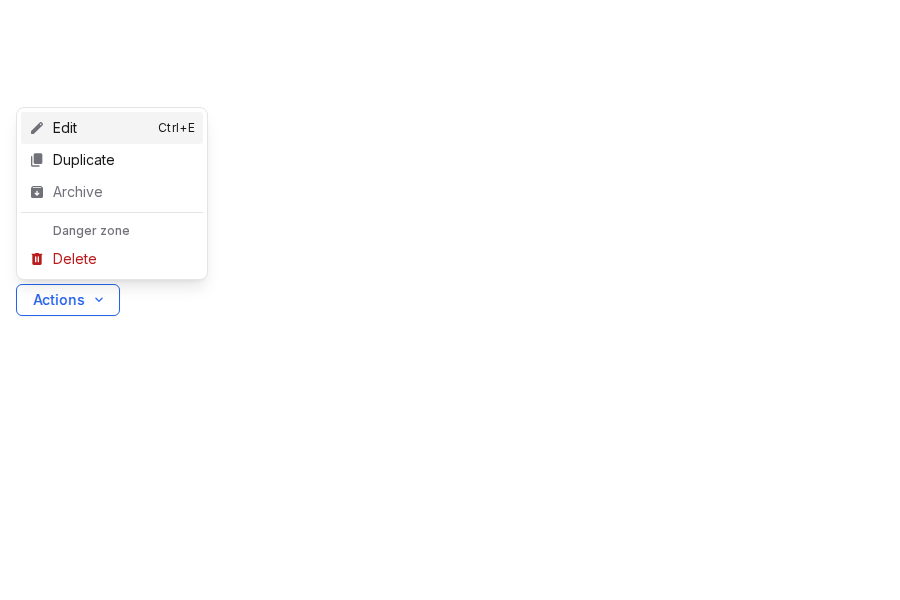 Edit Ctrl+E
Duplicate
Archive
Danger zone
Delete
Actions